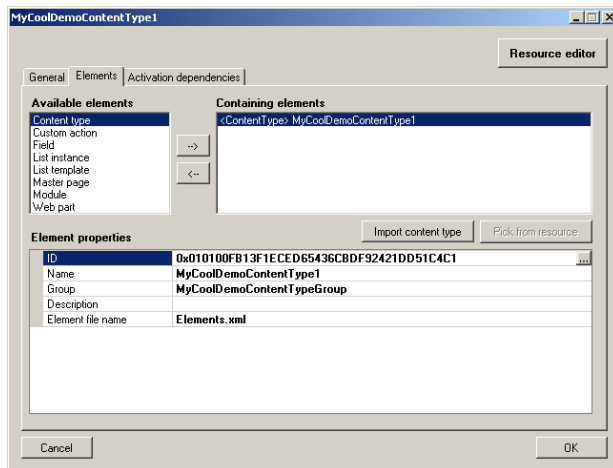 MyCoolDemoContentType1
Resource editor
General Elements Activation dependencies
Available elements
Containing elements
Content type
Custom action
Field
List instance
List template
Master page
Module
Web part
-->
<--
<ContentType> MyCoolDemoContentType1
Import content type
Pick from resource
Element properties
ID 0x010100FB13F1ECED65436CBDF92421DD51C4C1 ...
Name MyCoolDemoContentType1
Group MyCoolDemoContentTypeGroup
Description
Element file name Elements.xml
Cancel
OK